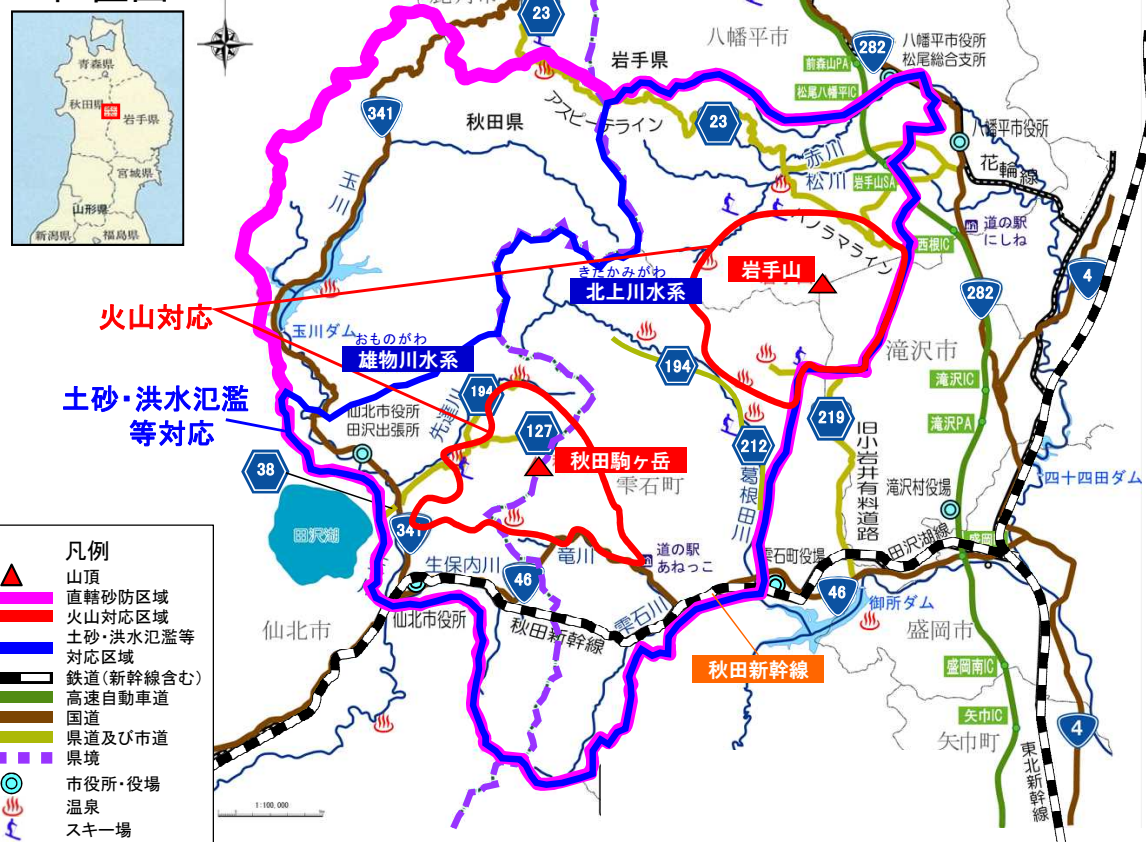 青森県
秋田県
岩手県
宮城県
山形県
新潟県
福島県
23
八幡平市
282
八幡平市役所
松尾総合支所
岩手県
前森山PA
松尾八幡平IC
341
アスピーテライン
秋田県
23
八幡平市役所
赤川
松川
岩手山SA
花輪線
玉川
パノラマライン
道の駅
にしね
西根IC
4
きたかみがわ
北上川水系
岩手山
282
火山対応
玉川ダム
おものがわ
雄物川水系
滝沢市
194
滝沢IC
土砂・洪水氾濫
等対応
194
仙北市役所
田沢出張所
先達川
127
219
滝沢PA
212
旧小岩井有料道路
38
秋田駒ヶ岳
葛根田川
雫石町
滝沢村役場
四十四田ダム
田沢湖
341
田沢湖線
盛岡
生保内川
竜川
道の駅
あねっこ
雫石町役場
46
46
御所ダム
仙北市
仙北市役所
秋田新幹線
雫石川
盛岡市
秋田新幹線
盛岡南IC
矢巾IC
4
矢巾町
東北新幹線
凡例
山頂
直轄砂防区域
火山対応区域
土砂・洪水氾濫等
対応区域
鉄道(新幹線含む)
高速自動車道
国道
県道及び市道
県境
市役所・役場
温泉
スキー場
1:100,000